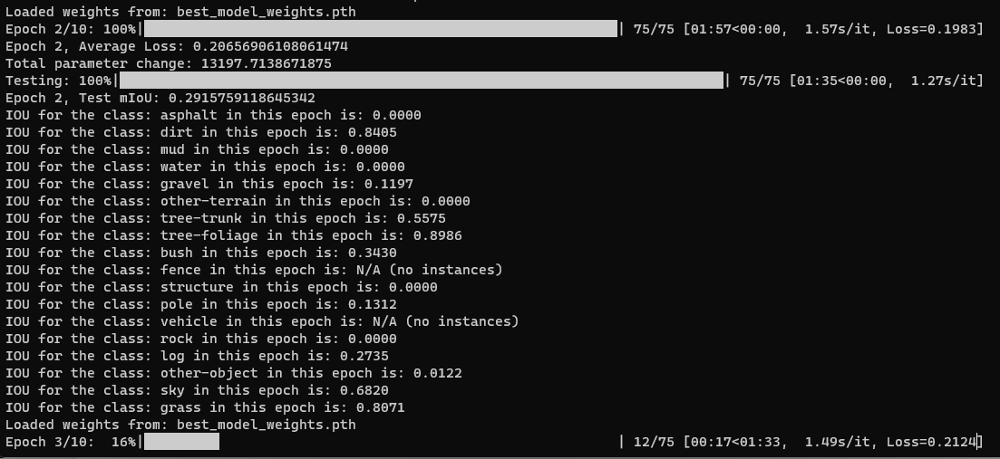 Loaded weights from: best_model_weights.pth
Epoch 2/10: 100%| | 75/75 [01:57<00:00,  1.57s/it, Loss=0.1983]
Epoch 2, Average Loss: 0.20656906108061474
Total parameter change: 13197.7138671875
Testing: 100%| | 75/75 [01:35<00:00,  1.27s/it]
Epoch 2, Test mIoU: 0.2915759118645342
IOU for the class: asphalt in this epoch is: 0.0000
IOU for the class: dirt in this epoch is: 0.8405
IOU for the class: mud in this epoch is: 0.0000
IOU for the class: water in this epoch is: 0.0000
IOU for the class: gravel in this epoch is: 0.1197
IOU for the class: other-terrain in this epoch is: 0.0000
IOU for the class: tree-trunk in this epoch is: 0.5575
IOU for the class: tree-foliage in this epoch is: 0.8986
IOU for the class: bush in this epoch is: 0.3430
IOU for the class: fence in this epoch is: N/A (no instances)
IOU for the class: structure in this epoch is: 0.0000
IOU for the class: pole in this epoch is: 0.1312
IOU for the class: vehicle in this epoch is: N/A (no instances)
IOU for the class: rock in this epoch is: 0.0000
IOU for the class: log in this epoch is: 0.2735
IOU for the class: other-object in this epoch is: 0.0122
IOU for the class: sky in this epoch is: 0.6820
IOU for the class: grass in this epoch is: 0.8071
Loaded weights from: best_model_weights.pth
Epoch 3/10:  16%| | 12/75 [00:17<01:33,  1.49s/it, Loss=0.2124]